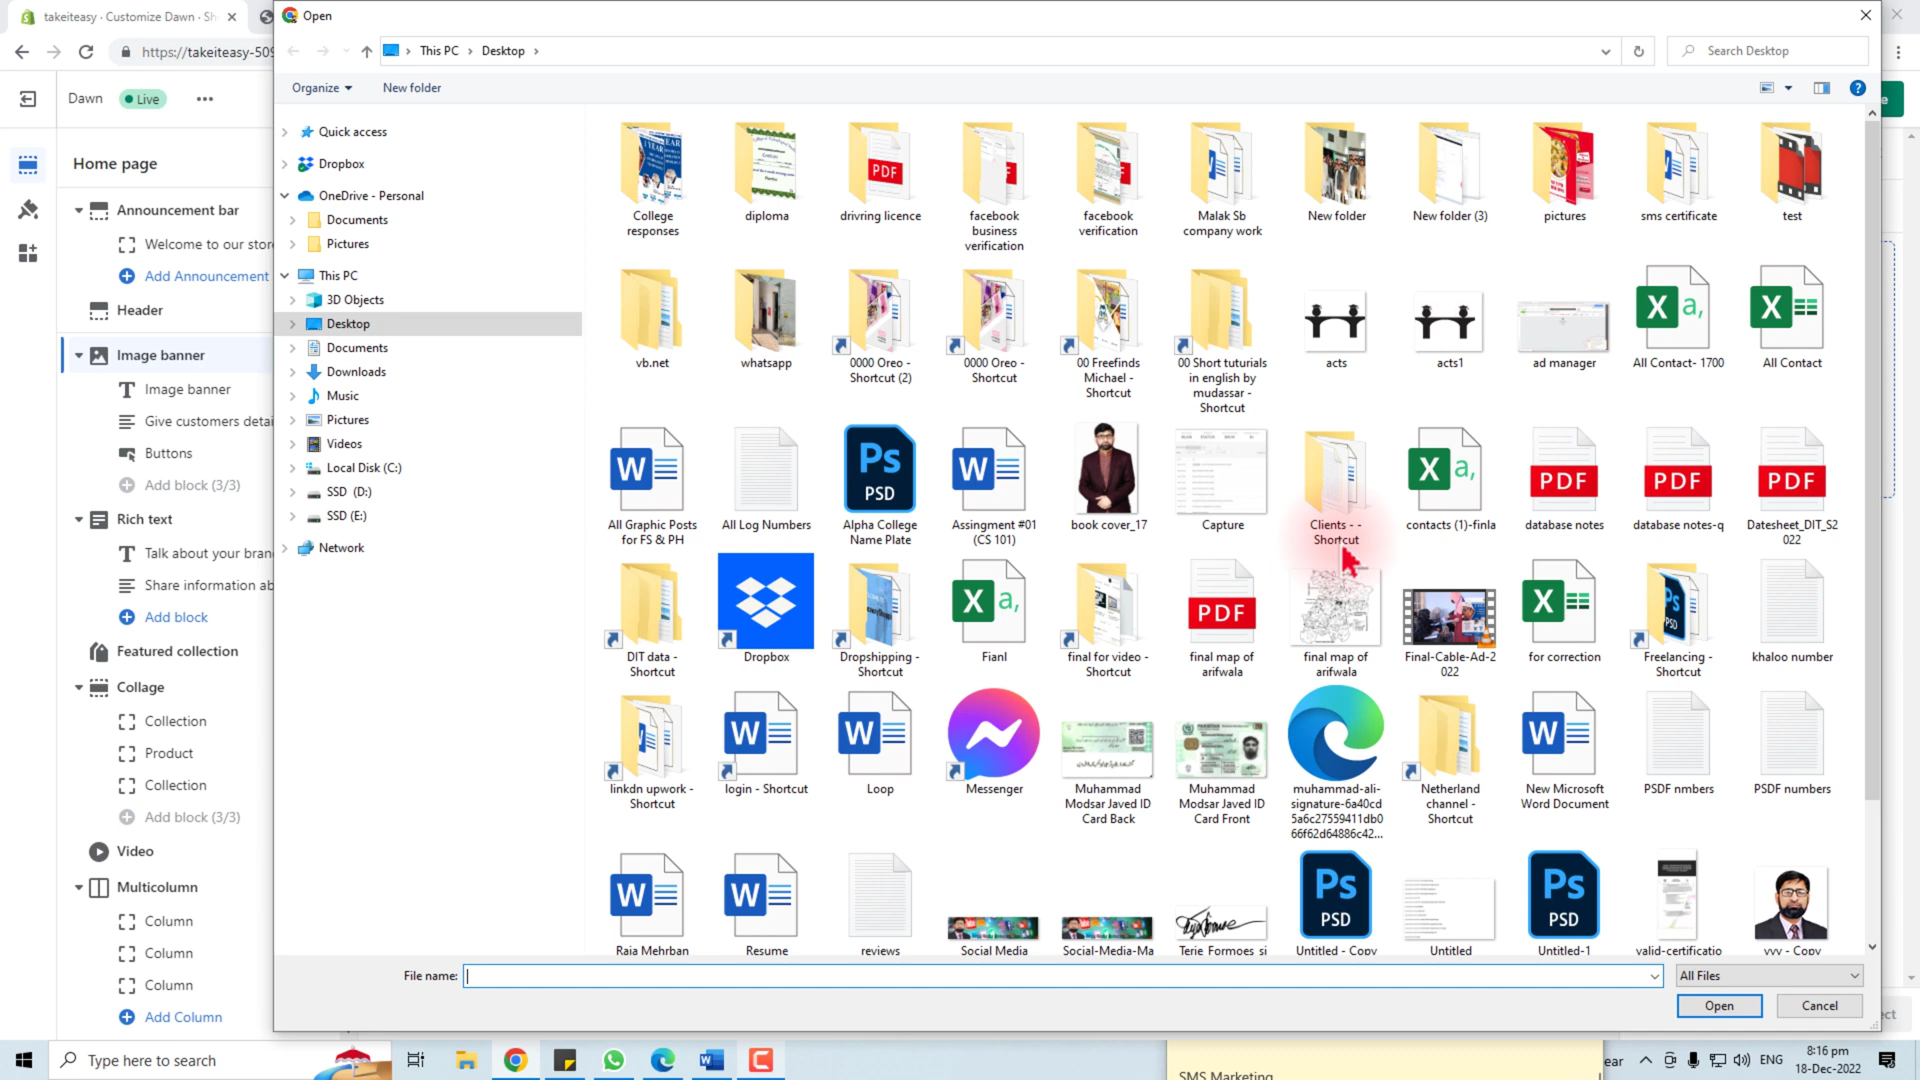 takeiteasy · Customize Dawn · Sh
https://takeiteasy-509
Open
This PC
Desktop
Search Desktop
Organize
New folder
Dawn
Live
Home page
Announcement bar
Welcome to our store
Add Announcement
Header
Image banner
Image banner
Give customers detai
Buttons
Add block (3/3)
Rich text
Talk about your bran
Share information ab
Add block
Featured collection
Collage
Collection
Product
Collection
Add block (3/3)
Video
Multicolumn
Column
Column
Column
Add Column
Quick access
Dropbox
OneDrive - Personal
Documents
Pictures
This PC
3D Objects
Desktop
Documents
Downloads
Music
Pictures
Videos
Local Disk (C:)
SSD (D:)
SSD (E:)
Network
College responses
diploma
drivring licence
facebook business verification
facebook verification
Malak Sb company work
New folder
New folder (3)
pictures
sms certificate
test
vb.net
whatsapp
0000 Oreo - Shortcut (2)
0000 Oreo - Shortcut
00 Freefinds Michael - Shortcut
00 Short tuturials in english by mudassar - Shortcut
acts
acts1
ad manager
All Contact- 1700
All Contact
All Graphic Posts for FS & PH
All Log Numbers
Alpha College Name Plate
Assingment #01 (CS 101)
book cover_17
Capture
Clients - - Shortcut
contacts (1)-finla
database notes
database notes-q
Datesheet_DIT_S2022
DIT data - Shortcut
Dropbox
Dropshipping - Shortcut
Fianl
final for video - Shortcut
final map of arifwala
final map of arifwala
Final-Cable-Ad-2022
for correction
Freelancing - Shortcut
khaloo number
linkdn upwork - Shortcut
login - Shortcut
Loop
Messenger
Muhammad Modsar Javed ID Card Back
Muhammad Modsar Javed ID Card Front
muhammad-ali-signature-6a40cd5a6c27559411db066f62d64886c42...
Netherland channel - Shortcut
New Microsoft Word Document
PSDF nmbers
PSDF numbers
Raja Mehrban
Resume
reviews
Social Media
Social-Media-Ma
Terie Formoes si
Untitled - Copy
Untitled
Untitled-1
valid-certificatio
vvv - Copy
File name:
All Files
Open
Cancel
Type here to search
SMS Marketing
ear
ENG
8:16 pm
18-Dec-2022